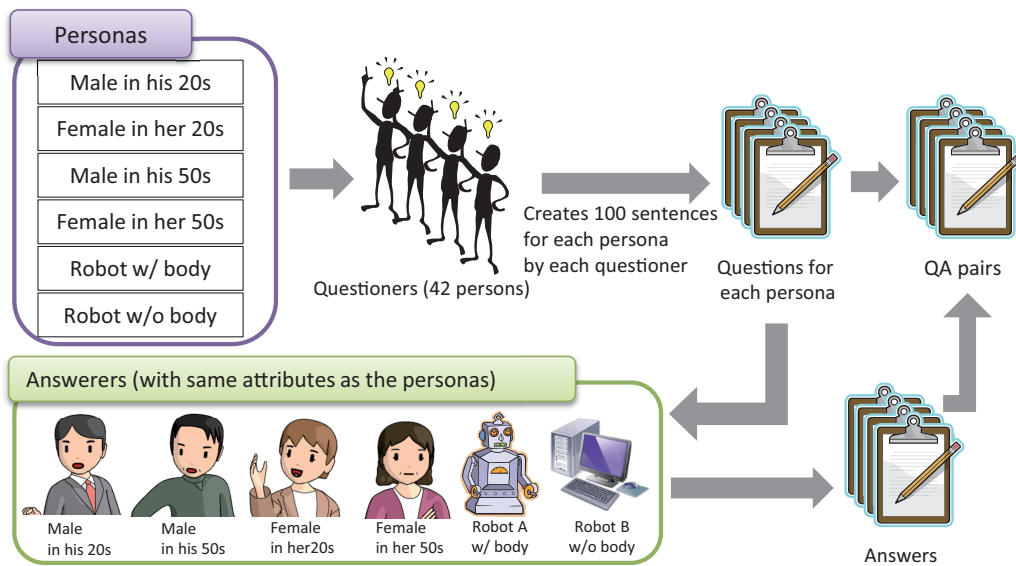 Personas
Male in his 20s
Female in her 20s
Male in his 50s
Female in her 50s
Robot w/ body
Robot w/o body
Questioners (42 persons)
Creates 100 sentences
for each persona
by each questioner
Questions for
each persona
QA pairs
Answerers (with same attributes as the personas)
Male
in his 20s
Male
in his 50s
Female
in her20s
Female
in her 50s
Robot A
w/ body
Robot B
w/o body
Answers